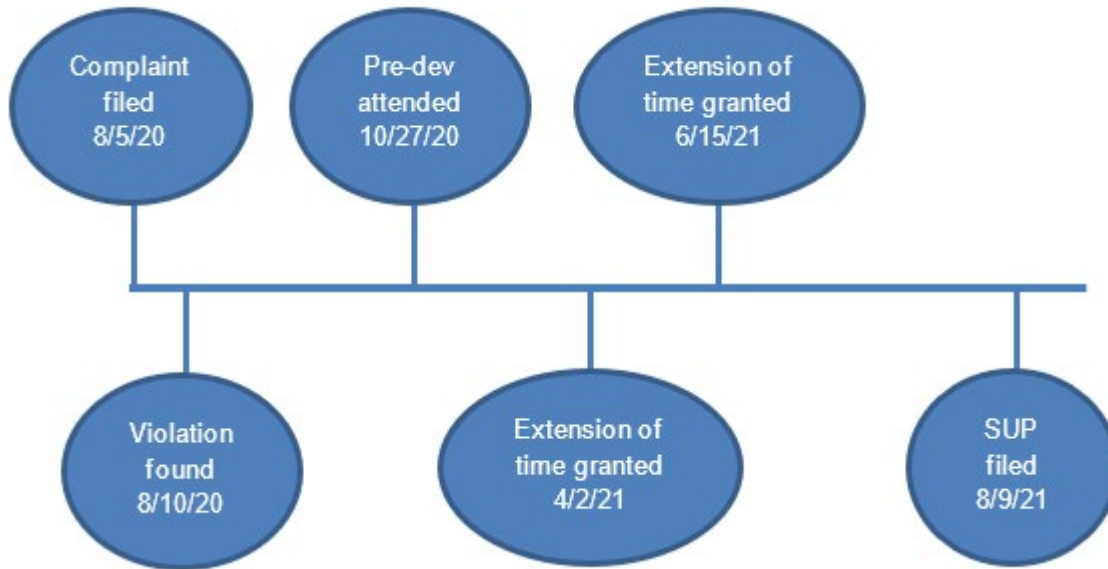 Complaint
filed
8/5/20
Pre-dev
attended
10/27/20
Extension of
time granted
6/15/21
Violation
found
8/10/20
Extension of
time granted
4/2/21
SUP
filed
8/9/21